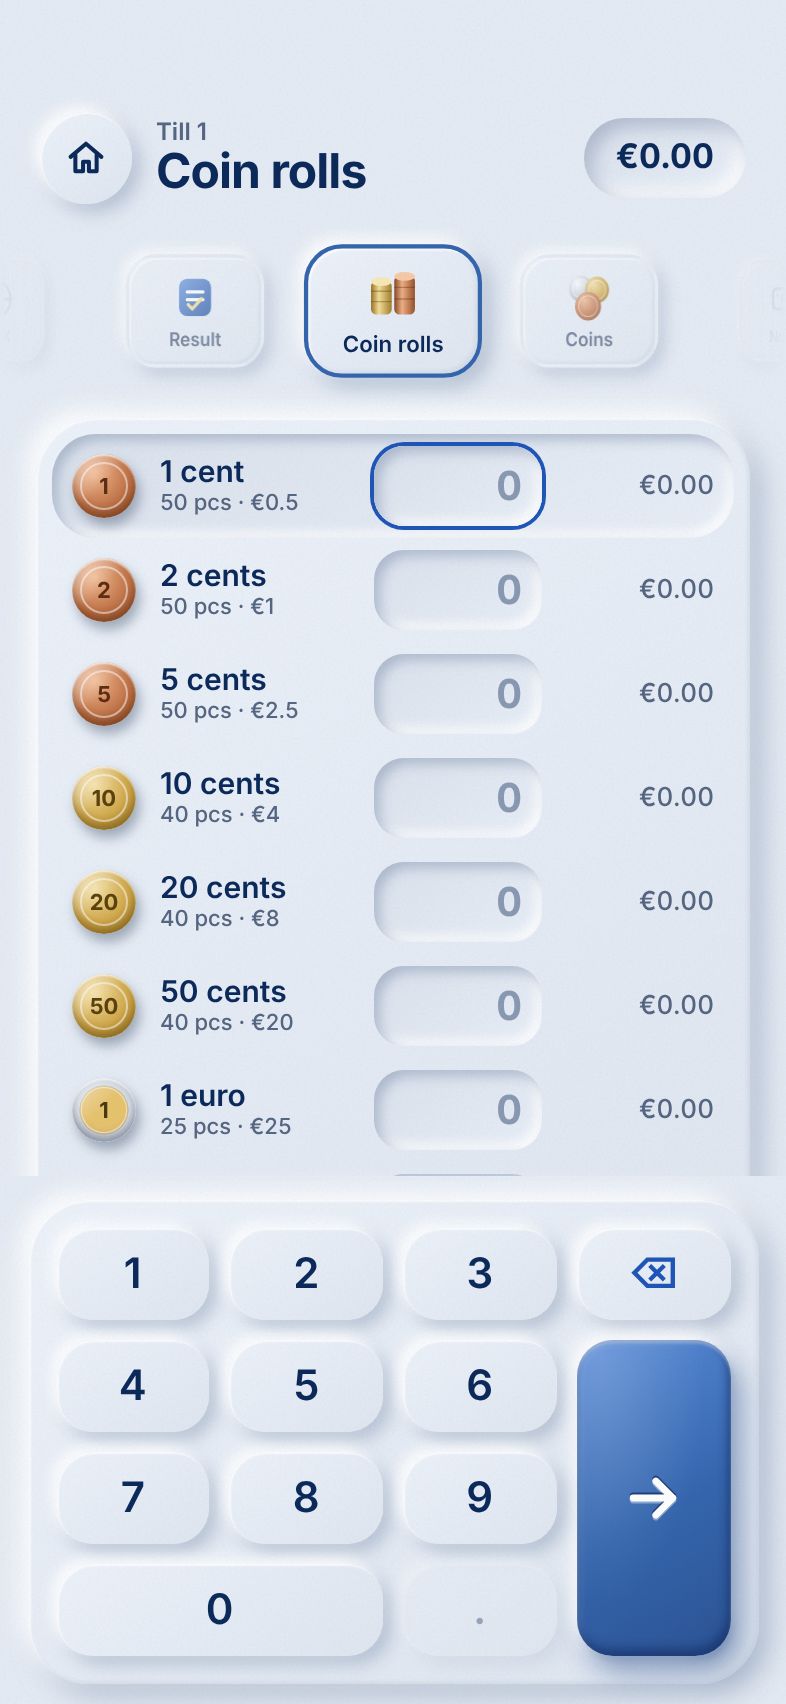 Till 1
Coin rolls
€0.00
Result
Coin rolls
Coins
1
1 cent
50 pcs · €0.5
0
€0.00
2
2 cents
50 pcs · €1
0
€0.00
5
5 cents
50 pcs · €2.5
0
€0.00
10
10 cents
40 pcs · €4
0
€0.00
20
20 cents
40 pcs · €8
0
€0.00
50
50 cents
40 pcs · €20
0
€0.00
1
1 euro
25 pcs · €25
0
€0.00
1
2
3
4
5
6
7
8
9
0
.